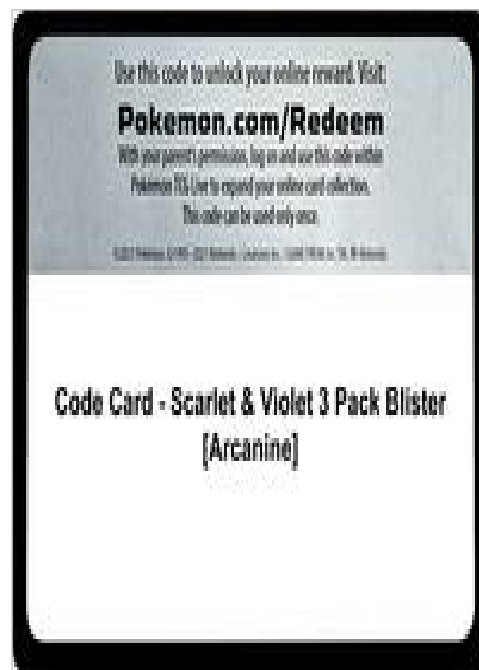 Use this code to unlock your online reward. Visit:
Pokemon.com/Redeem
With your parent's permission, log on and use this code within
Pokémon TCG Live to expand your online card collection.
This code can be used only once.
Code Card - Scarlet & Violet 3 Pack Blister
[Arcanine]